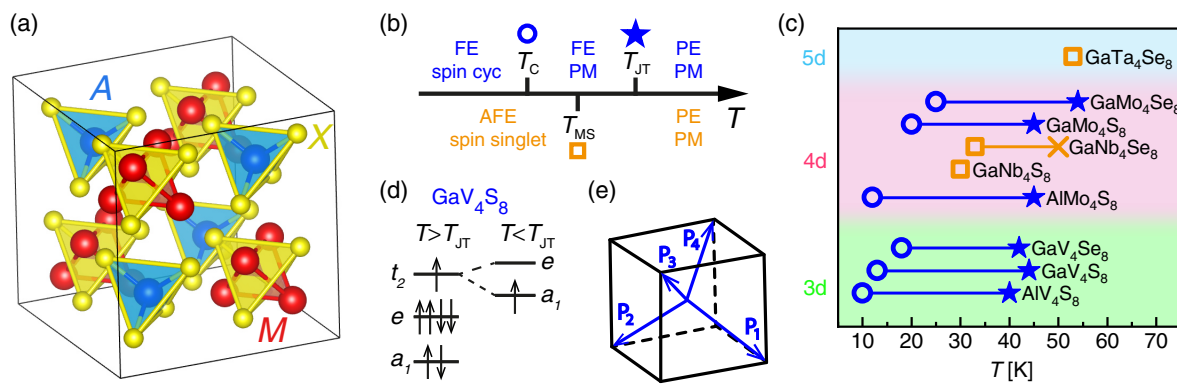 (a)
A
X
M
(b)
FE
spin cyc
T_C
FE
PM
T_JT
PE
PM
AFE
spin singlet
T_MS
PE
PM
T
(c)
5d
4d
3d
GaTa₄Se₈
GaMo₄Se₈
GaMo₄S₈
GaNb₄Se₈
GaNb₄S₈
AlMo₄S₈
GaV₄Se₈
GaV₄S₈
AlV₄S₈
10 20 30 40 50 60 70
T [K]
(d)
GaV₄S₈
T>T_JT T<T_JT
t₂ e
a₁
e
a₁
(e)
P₄
P₃
P₂
P₁